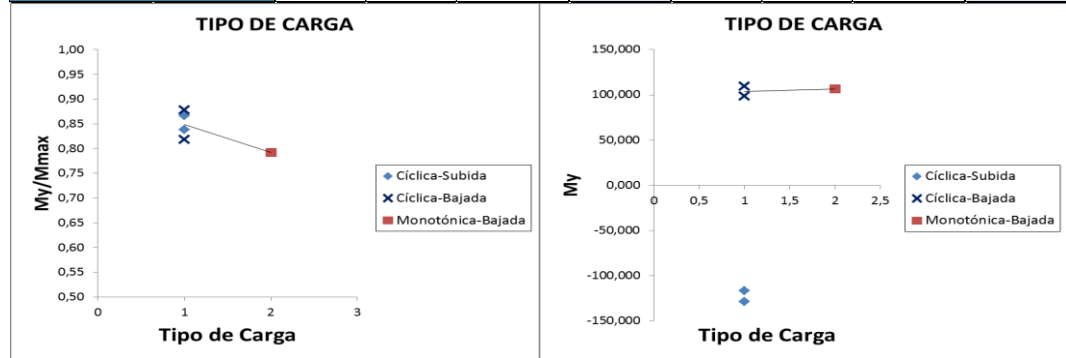 TIPO DE CARGA
1,00
0,95
0,90
0,85
0,80
0,75
0,70
0,65
0,60
0,55
0,50
My/Mmax
0 1 2 3
Tipo de Carga
Cíclica-Subida
Cíclica-Bajada
Monotónica-Bajada
TIPO DE CARGA
150,000
100,000
50,000
0,000
-50,000
-100,000
-150,000
My
0 0,5 1 1,5 2 2,5
Tipo de Carga
Cíclica-Subida
Cíclica-Bajada
Monotónica-Bajada